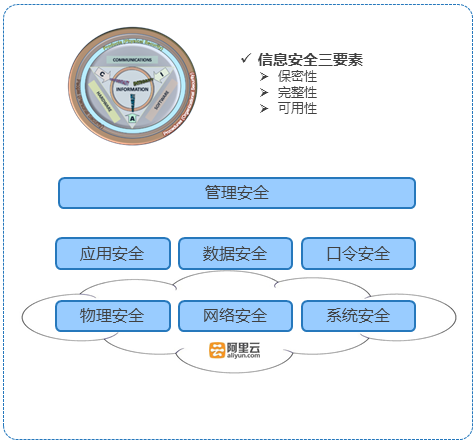 COMMUNICATIONS
C
I
INFORMATION
HARDWARE
SOFTWARE
A
✓ 信息安全三要素
➢ 保密性
➢ 完整性
➢ 可用性
管理安全
应用安全 数据安全 口令安全
物理安全 网络安全 系统安全
阿里云
aliyun.com